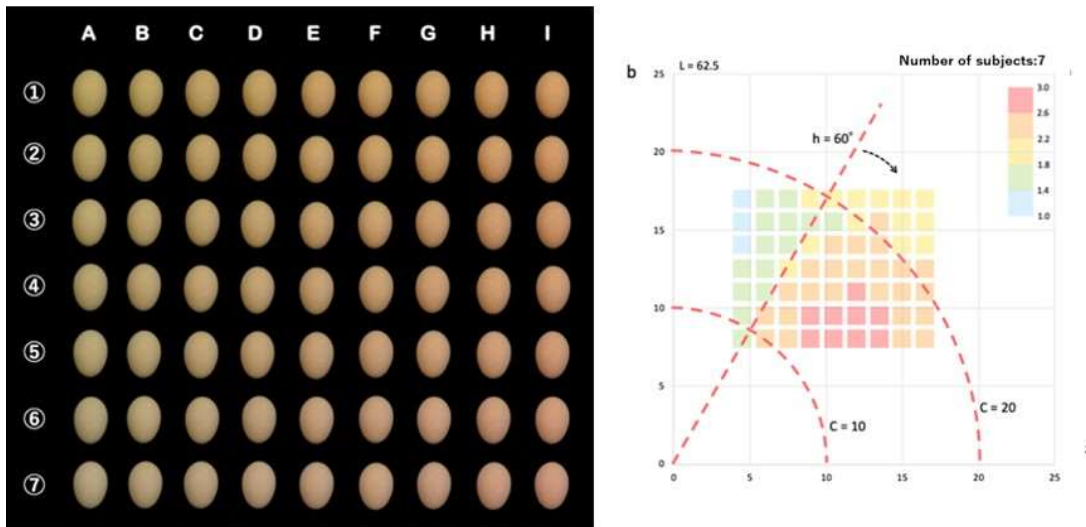 A B C D E F G H I
①
②
③
④
⑤
⑥
⑦
Number of subjects:7
b
L = 62.5
25
20
15
10
5
0
h = 60°
3.0
2.6
2.2
1.8
1.4
1.0
C = 10
C = 20
0 5 10 15 20 25